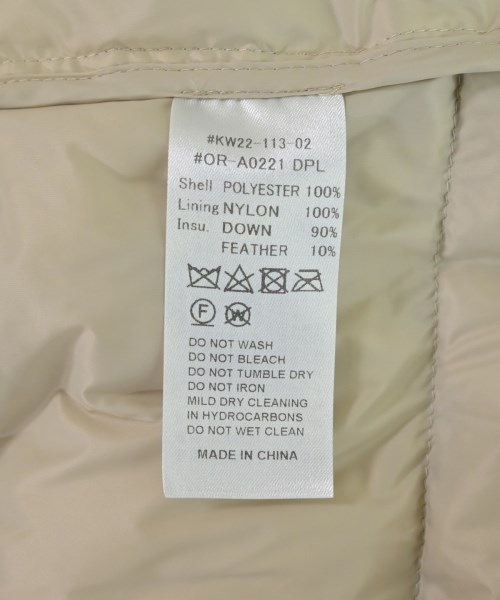 #KW22-113-02
#OR-A0221 DPL
Shell POLYESTER 100%
Lining NYLON 100%
Insu. DOWN 90%
FEATHER 10%
F W
DO NOT WASH
DO NOT BLEACH
DO NOT TUMBLE DRY
DO NOT IRON
MILD DRY CLEANING
IN HYDROCARBONS
DO NOT WET CLEAN
MADE IN CHINA